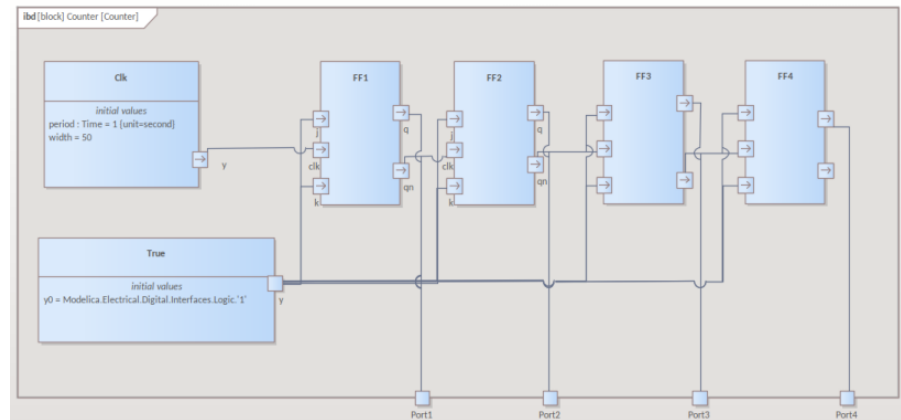 ibd [block] Counter [Counter]
Clk
initial values
period : Time = 1 {unit=second}
width = 50
y
True
initial values
y0 = Modelica.Electrical.Digital.Interfaces.Logic.'1'
y
FF1
j
clk
k
q
qn
FF2
j
clk
k
q
qn
FF3
FF4
Port1
Port2
Port3
Port4